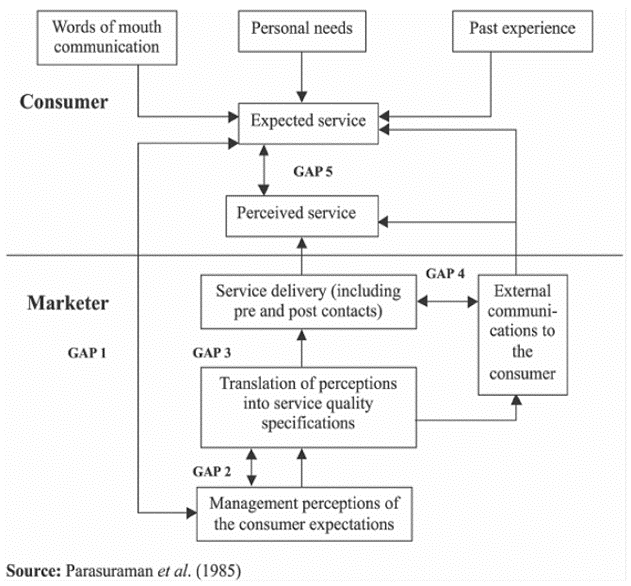 Words of mouth
communication
Personal needs
Past experience
Consumer
Expected service
GAP 5
Perceived service
Marketer
Service delivery (including
pre and post contacts)
GAP 4
External
communi-
cations to
the
consumer
GAP 1
GAP 3
Translation of perceptions
into service quality
specifications
GAP 2
Management perceptions of
the consumer expectations
Source: Parasuraman et al. (1985)